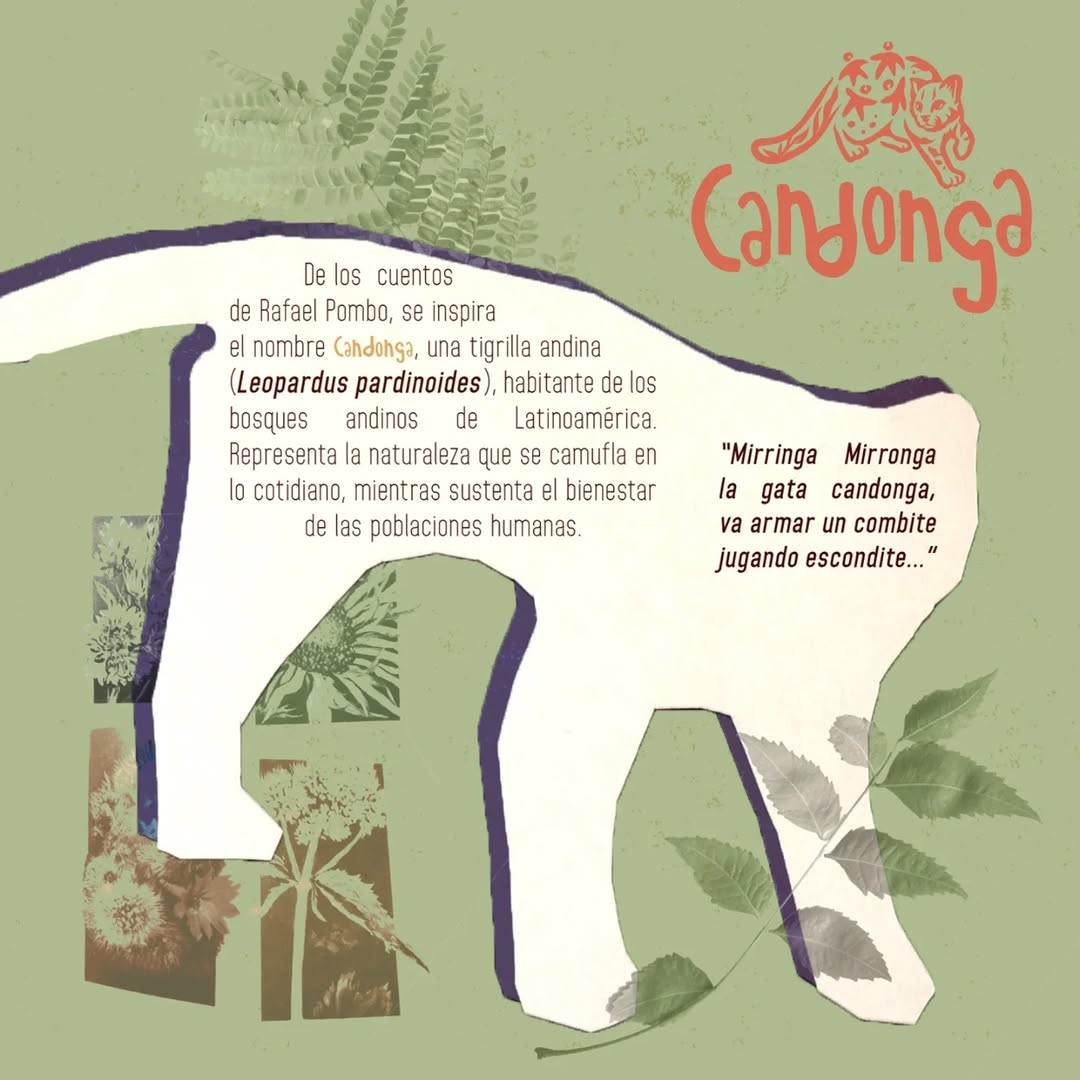 Candonga
De los cuentos
de Rafael Pombo, se inspira
el nombre Candonga, una tigrilla andina
(Leopardus pardinoides), habitante de los
bosques andinos de Latinoamérica.
Representa la naturaleza que se camufla en
lo cotidiano, mientras sustenta el bienestar
de las poblaciones humanas.
"Mirringa Mirronga
la gata candonga,
va armar un combite
jugando escondite..."